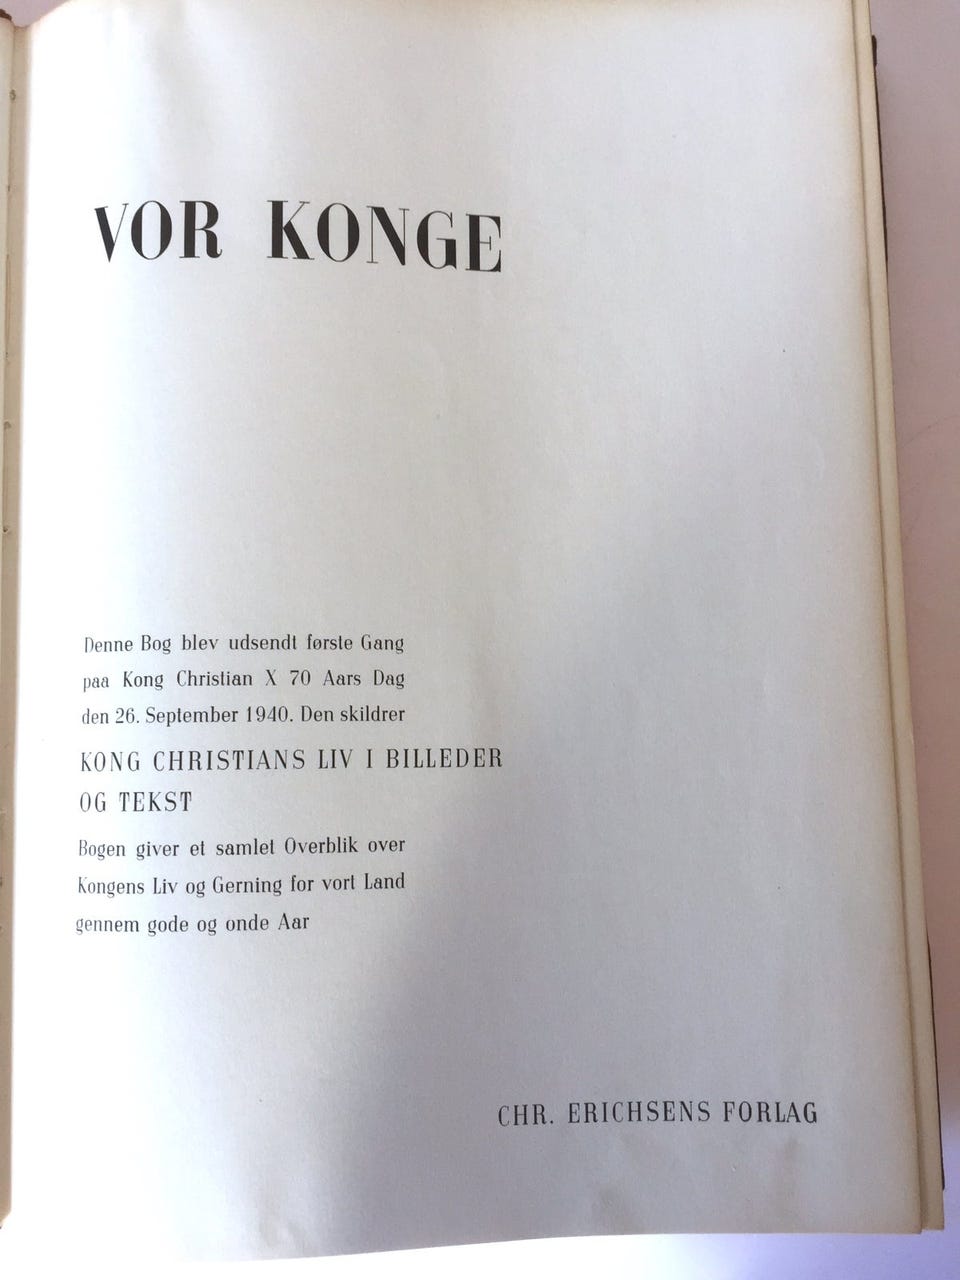 VOR KONGE
Denne Bog blev udsendt første Gang
paa Kong Christian X 70 Aars Dag
den 26. September 1940. Den skildrer
KONG CHRISTIANS LIV I BILLEDER
OG TEKST
Bogen giver et samlet Overblik over
Kongens Liv og Gerning for vort Land
gennem gode og onde Aar
CHR. ERICHSENS FORLAG